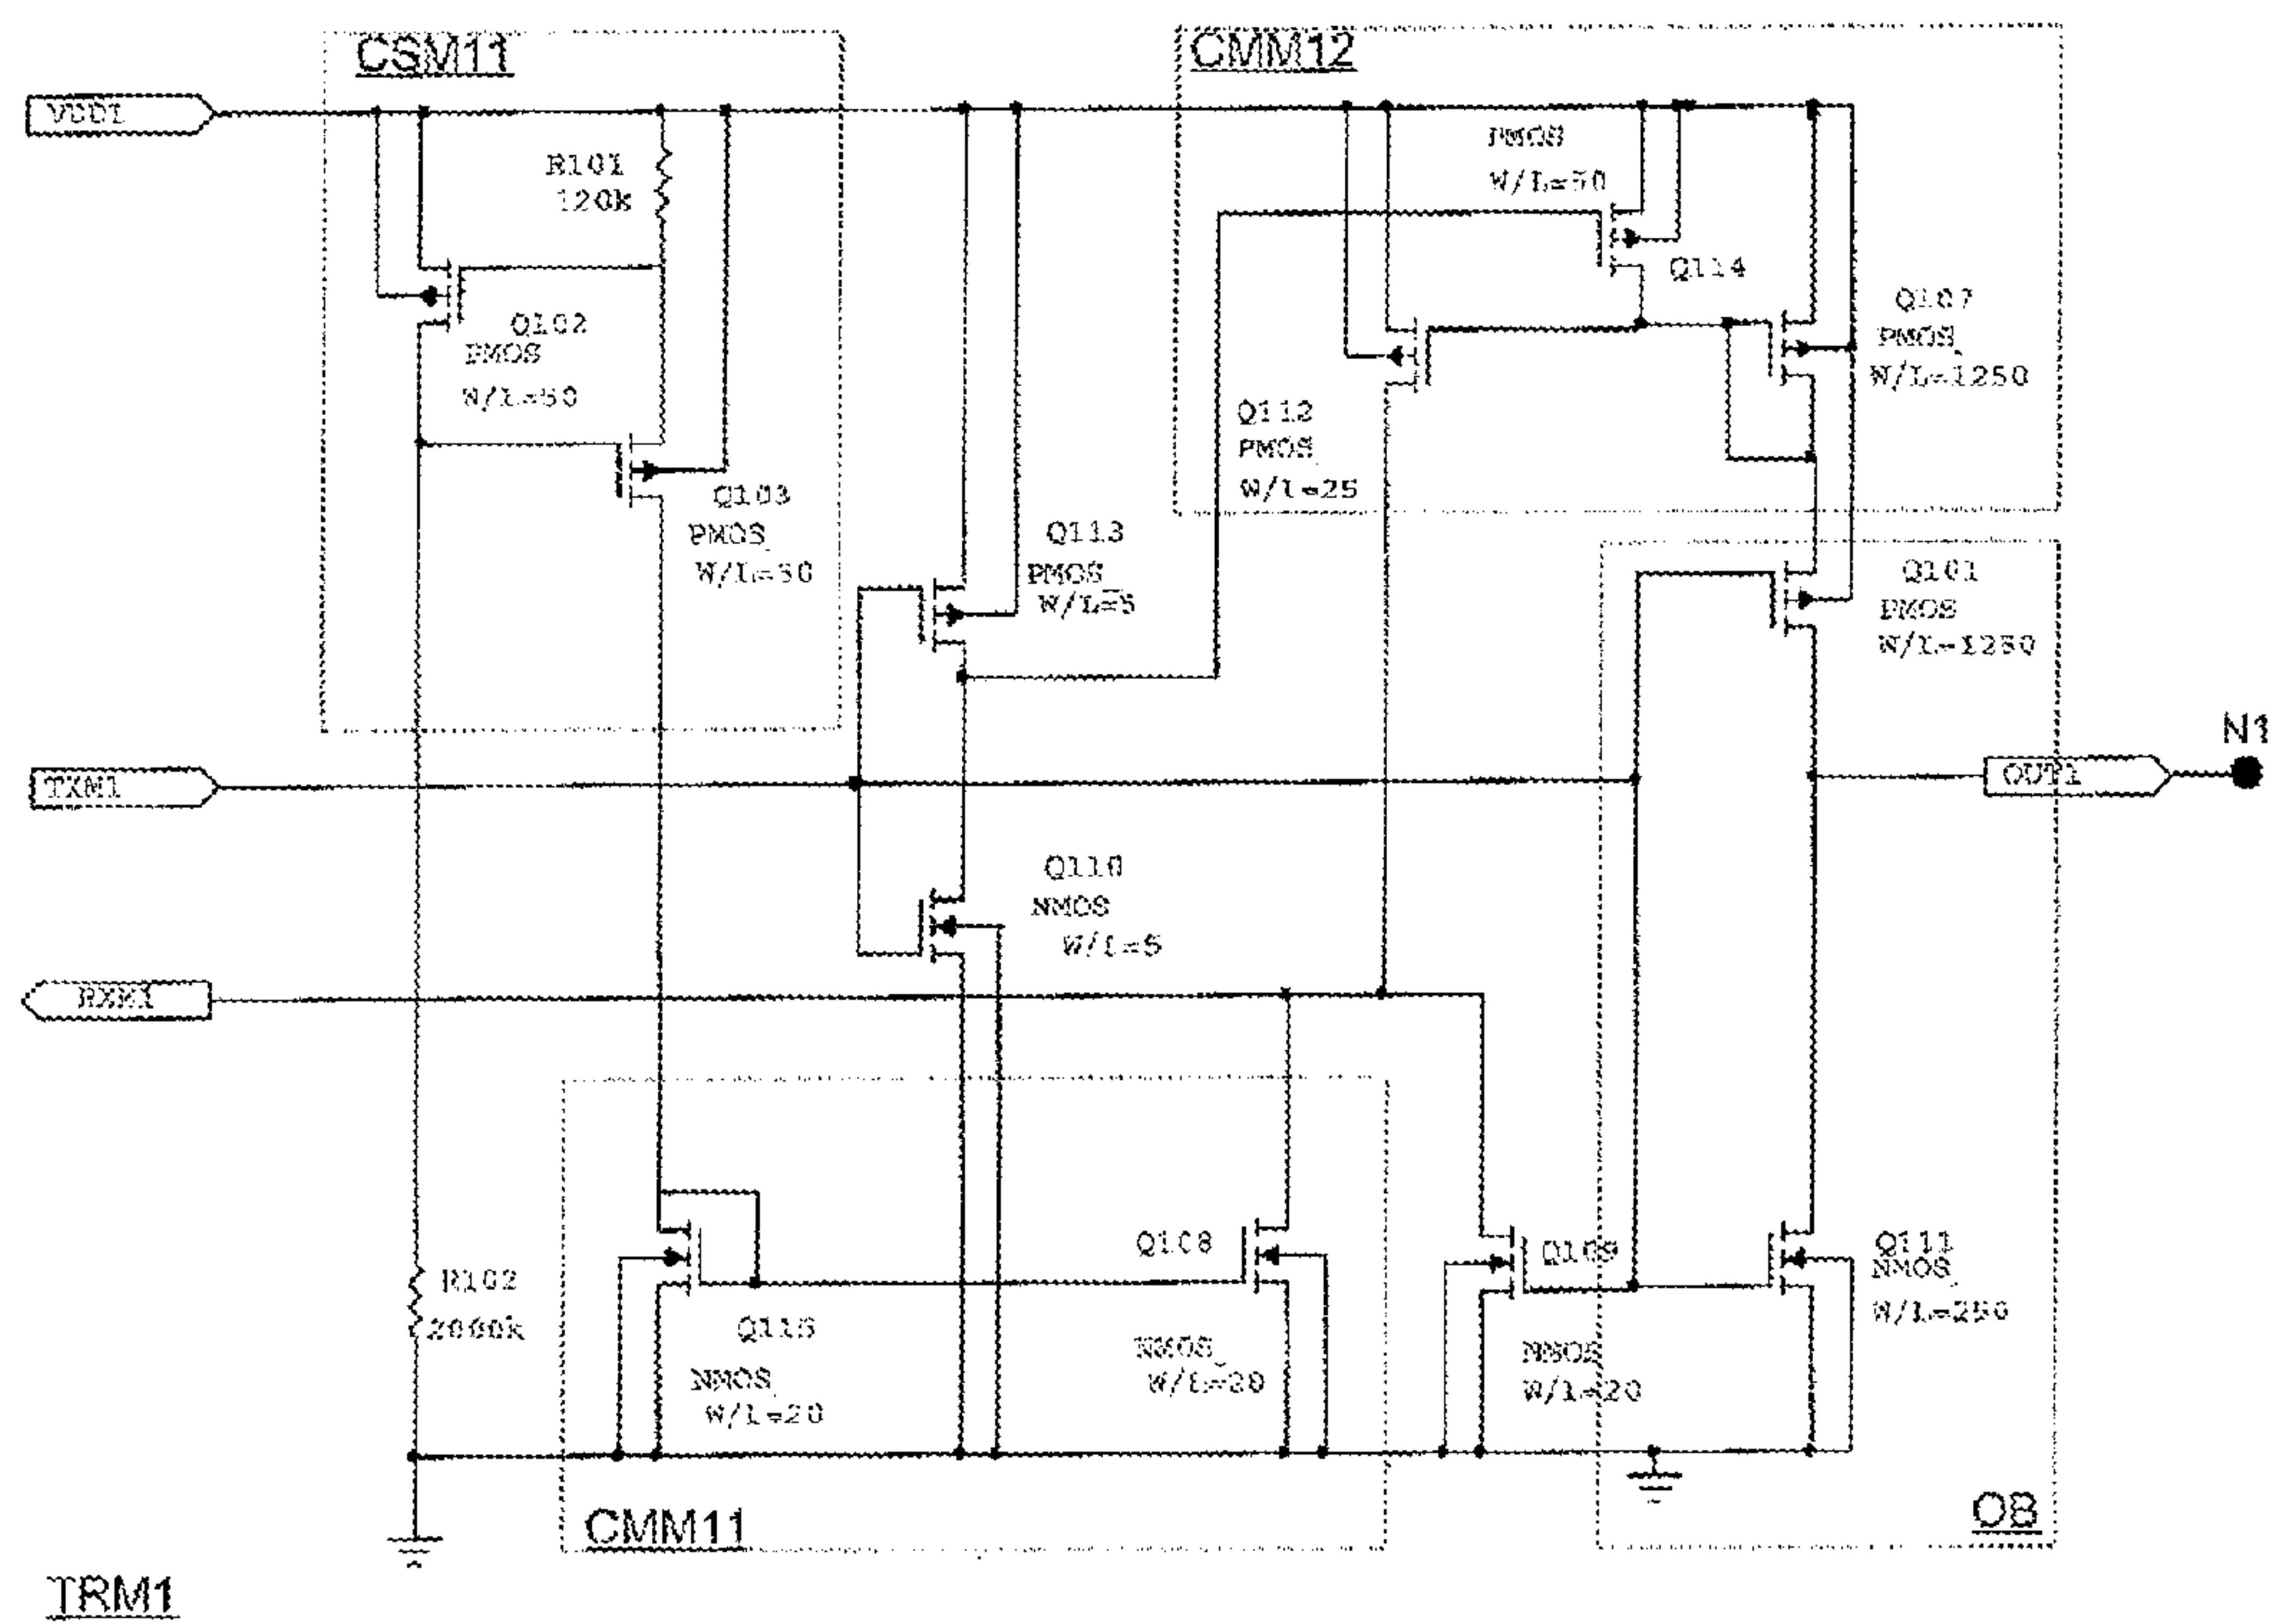 CSM11
CMM12
VDD1
R101
120k
PMOS
W/L=50
Q114
Q102
PMOS
W/L=50
Q107
PMOS
W/L=1250
Q112
PMOS
W/L=25
Q103
PMOS
W/L=50
Q113
PMOS
W/L=5
Q101
PMOS
W/L=1250
N1
TXM1
OUT1
Q110
NMOS
W/L=5
RXM1
Q108
Q109
Q111
NMOS
W/L=250
R102
2000k
Q115
NMOS
W/L=20
NMOS
W/L=20
NMOS
W/L=20
CMM11
OB
TRM1